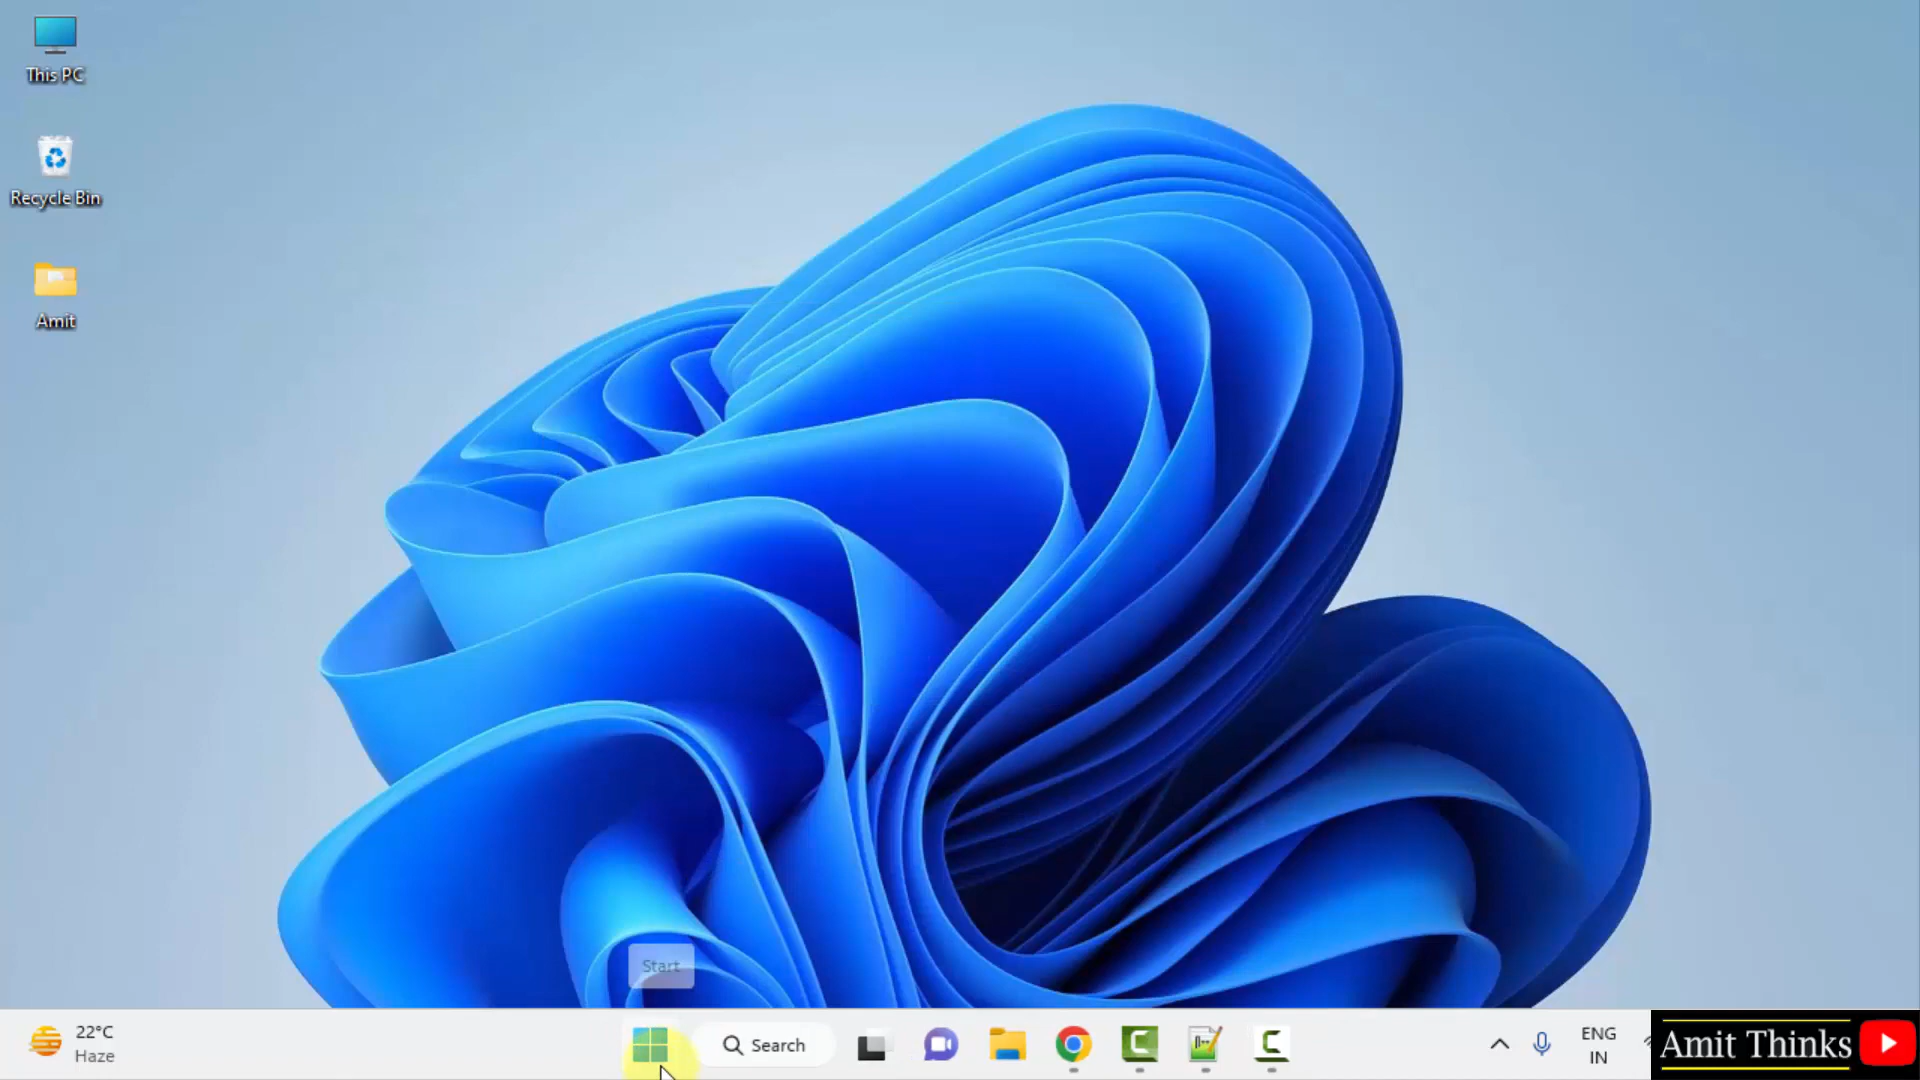 This PC
Recycle Bin
Amit
Start
22°C
Haze
Search
ENG
IN
Amit Thinks